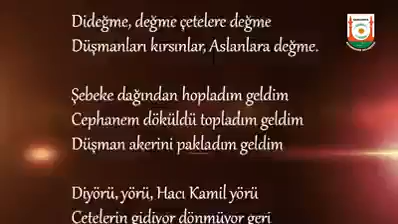 Dideğme, değme çetelere değme
Düşmanları kırsınlar, Aslanlara değme.
Şebeke dağından hopladım geldim
Cephanem döküldü topladım geldim
Düşman akerini pakladım geldim
Diyörü, yörü, Hacı Kamil yörü
Çetelerin gidiyor dönmüyor geri